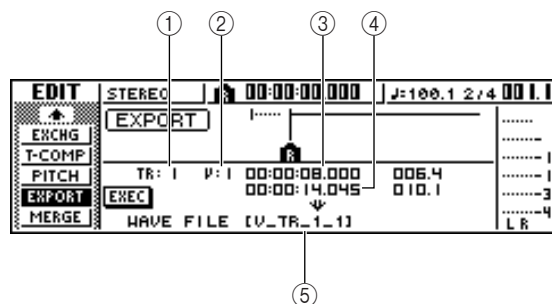 ① ② ③ ④
EDIT STEREO 00:00:00.000 ♩=100.1 2/4 001.1
EXCHG EXPORT
T-COMP R
PITCH TR: 1 V:1 00:00:08.000 006.4
EXPORT EXEC 00:00:14.045 010.1
MERGE WAVE FILE [V_TR_1_1] L R
⑤